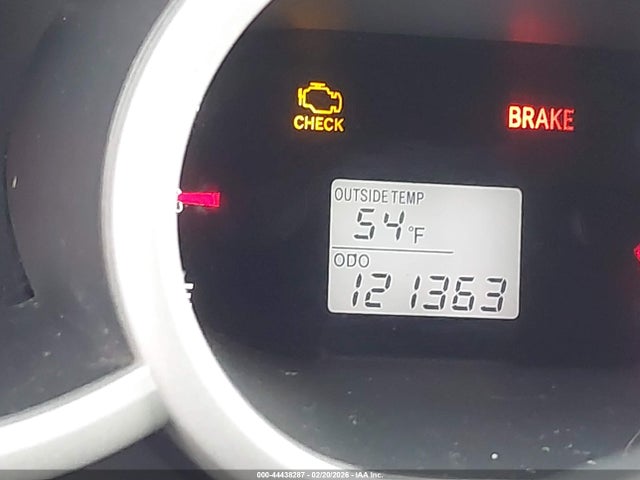 CHECK
BRAKE
OUTSIDE TEMP
54°F
ODO
121363
000-44438287 - 02/20/2026 - IAA Inc.